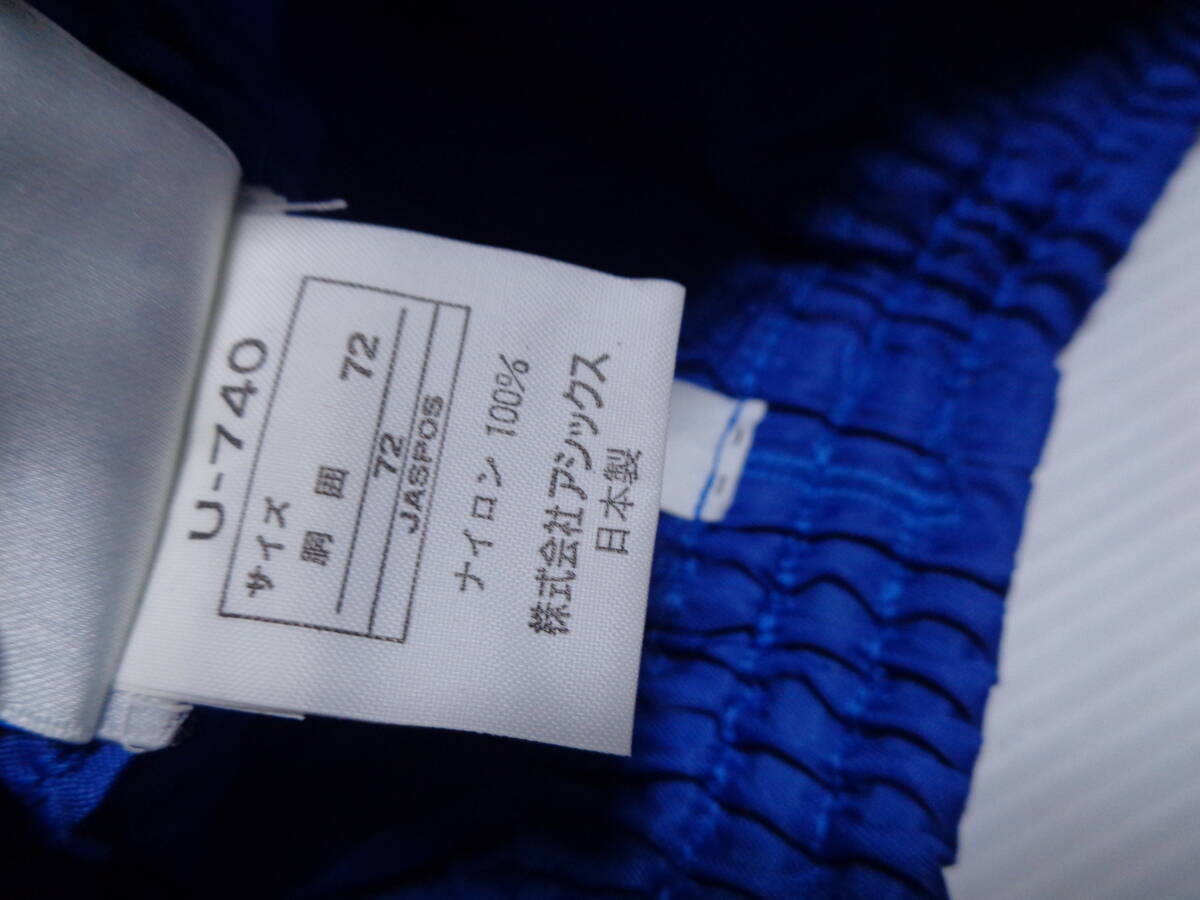 U-740
サイズ
胴囲 72
72
JASPOS
ナイロン 100%
株式会社アシックス
日本製